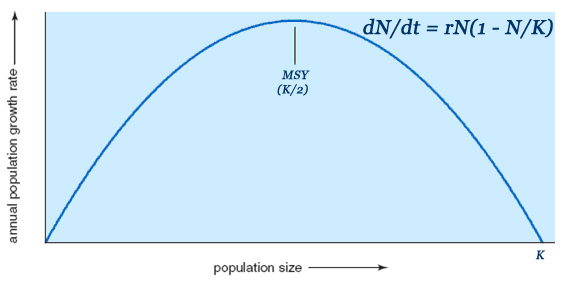 dN/dt = rN(1 - N/K)
MSY
(K/2)
annual population growth rate
K
population size